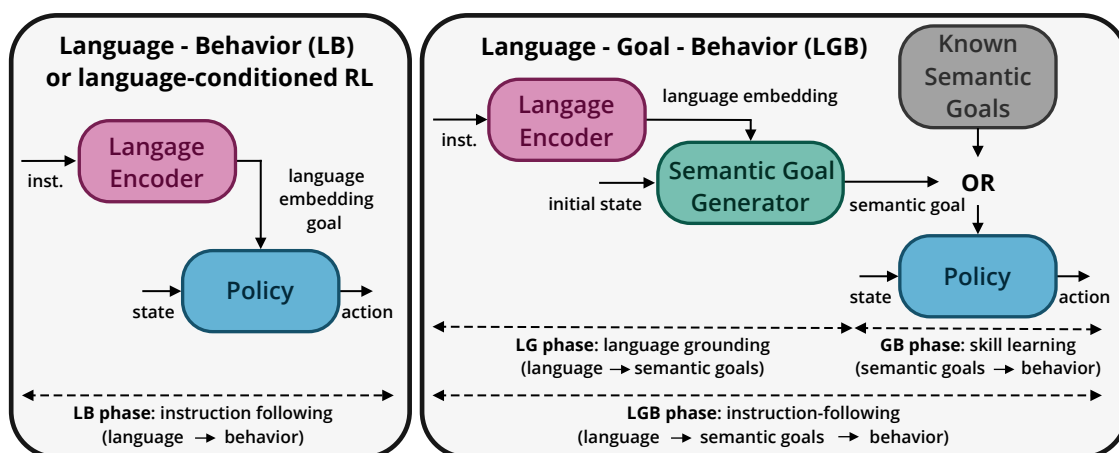 Language - Behavior (LB)
or language-conditioned RL
Langage
Encoder
inst.
language
embedding
goal
Policy
state
action
LB phase: instruction following
(language → behavior)
Language - Goal - Behavior (LGB)
Known
Semantic
Goals
Langage
Encoder
language embedding
inst.
Semantic Goal
Generator
initial state
semantic goal
OR
Policy
state
action
LG phase: language grounding
(language → semantic goals)
GB phase: skill learning
(semantic goals → behavior)
LGB phase: instruction-following
(language → semantic goals → behavior)